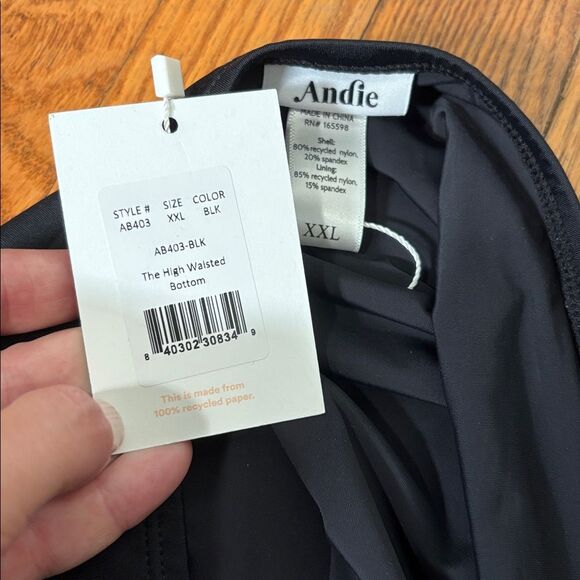 Andie
MADE IN CHINA
RN# 165598
Shell:
80% recycled nylon,
20% spandex
Lining:
85% recycled nylon,
15% spandex
XXL
STYLE # SIZE COLOR
AB403 XXL BLK
AB403-BLK
The High Waisted
Bottom
8 40302 30834 9
This is made from
100% recycled paper.